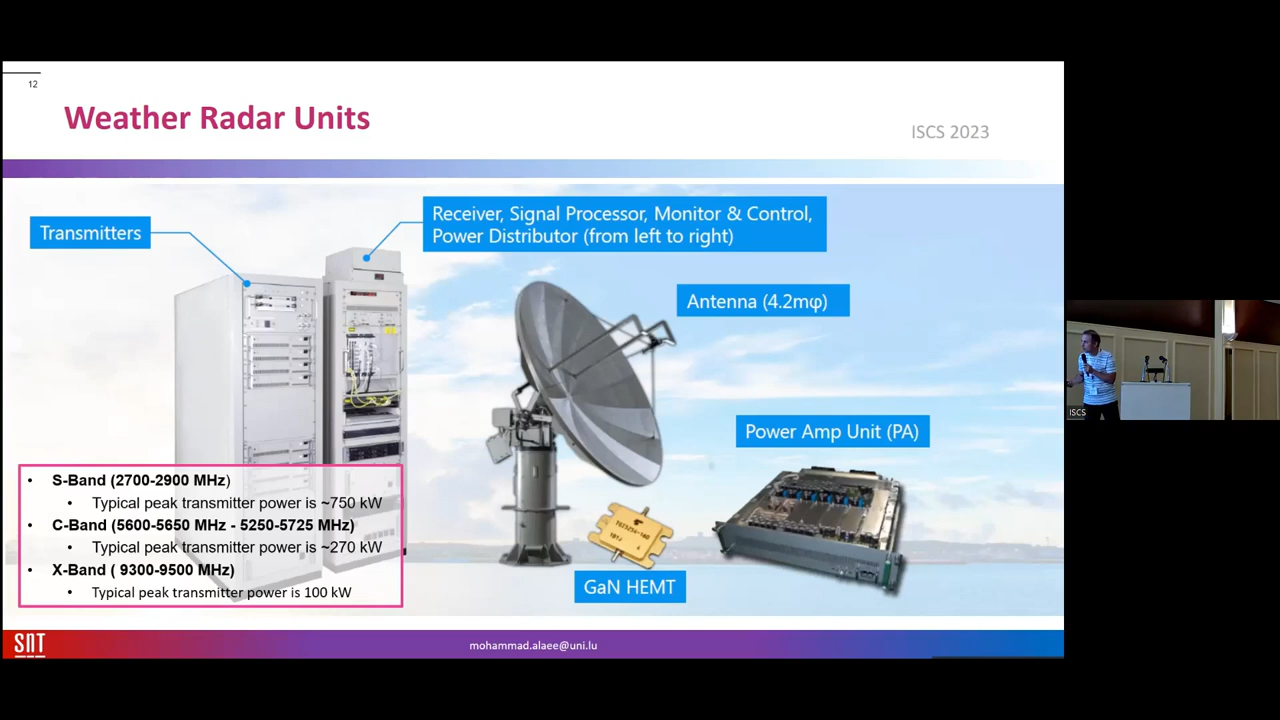 12
Weather Radar Units
ISCS 2023
Transmitters
Receiver, Signal Processor, Monitor & Control,
Power Distributor (from left to right)
Antenna (4.2mφ)
Power Amp Unit (PA)
• S-Band (2700-2900 MHz)
• Typical peak transmitter power is ~750 kW
• C-Band (5600-5650 MHz - 5250-5725 MHz)
• Typical peak transmitter power is ~270 kW
• X-Band ( 9300-9500 MHz)
• Typical peak transmitter power is 100 kW
GaN HEMT
SNT
mohammad.alaee@uni.lu
ISCS